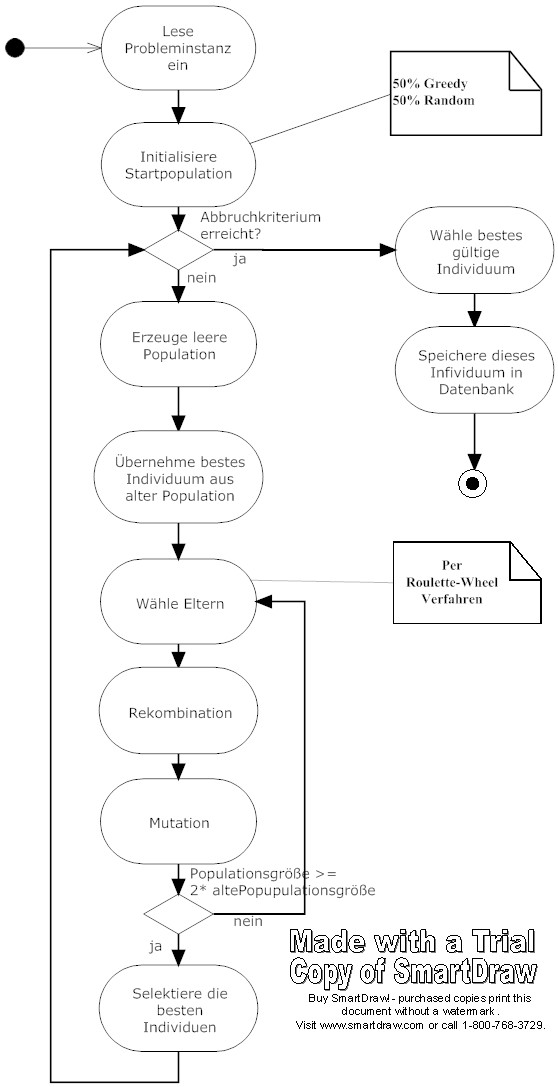 Lese
Probleminstanz
ein
50% Greedy
50% Random
Initialisiere
Startpopulation
Abbruchkriterium
erreicht?
ja
nein
Wähle bestes
gültige
Individuum
Erzeuge leere
Population
Speichere dieses
Infividuum in
Datenbank
Übernehme bestes
Individuum aus
alter Population
Per
Roulette-Wheel
Verfahren
Wähle Eltern
Rekombination
Mutation
Populationsgröße >=
2* altePopupulationsgröße
nein
ja
Selektiere die
besten
Individuen
Made with a Trial
Copy of SmartDraw
Buy SmartDraw! - purchased copies print this
document without a watermark .
Visit www.smartdraw.com or call 1-800-768-3729.